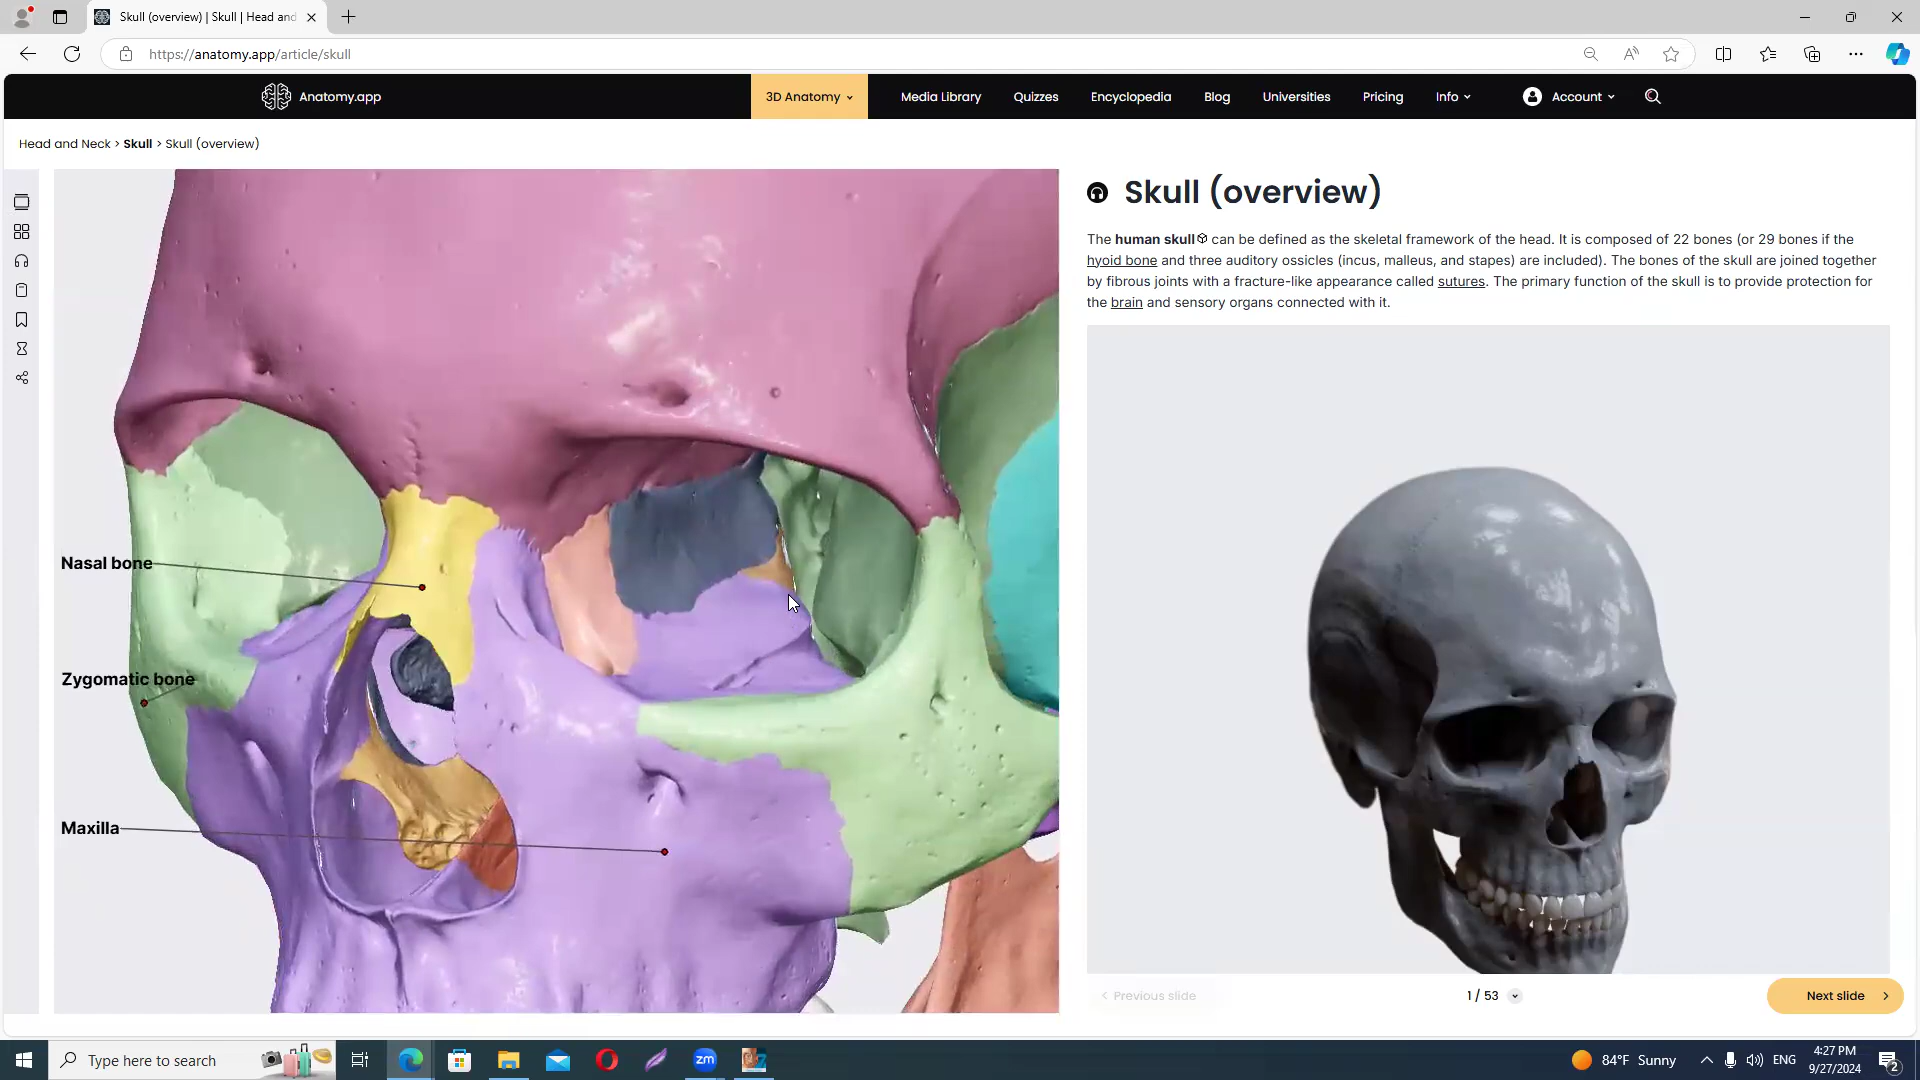 Skull (overview) | Skull | Head and
https://anatomy.app/article/skull
Anatomy.app
3D Anatomy
Media Library
Quizzes
Encyclopedia
Blog
Universities
Pricing
Info
Account
Head and Neck > Skull > Skull (overview)
Nasal bone
Zygomatic bone
Maxilla
Skull (overview)
The human skull can be defined as the skeletal framework of the head. It is composed of 22 bones (or 29 bones if the
hyoid bone and three auditory ossicles (incus, malleus, and stapes) are included). The bones of the skull are joined together
by fibrous joints with a fracture-like appearance called sutures. The primary function of the skull is to provide protection for
the brain and sensory organs connected with it.
< Previous slide
1 / 53
Next slide >
Type here to search
zm
84°F Sunny
ENG
4:27 PM
9/27/2024
2